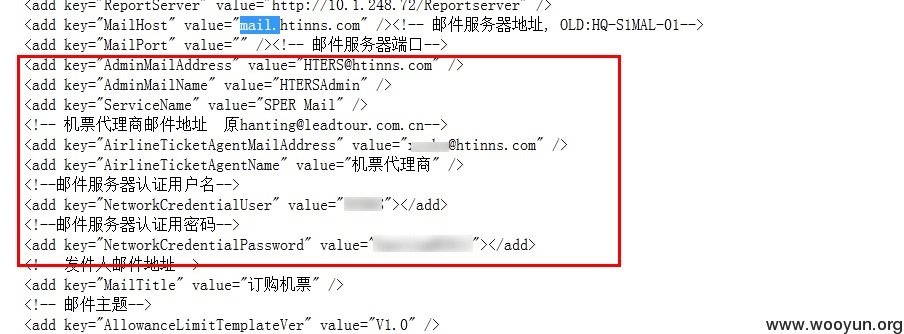 <add key="ReportServer" value="http://10.1.248.72/Reportserver" />
<add key="MailHost" value="mail.htinns.com" /><!-- 邮件服务器地址, OLD:HQ-S1MAL-01-->
<add key="MailPort" value="" /><!-- 邮件服务器端口-->
<add key="AdminMailAddress" value="HTERS@htinns.com" />
<add key="AdminMailName" value="HTERSAdmin" />
<add key="ServiceName" value="SPER Mail" />
<!-- 机票代理商邮件地址 原hanting@leadtour.com.cn-->
<add key="AirlineTicketAgentMailAddress" value="@htinns.com" />
<add key="AirlineTicketAgentName" value="机票代理商" />
<!--邮件服务器认证用户名-->
<add key="NetworkCredentialUser" value=""></add>
<!--邮件服务器认证用密码-->
<add key="NetworkCredentialPassword" value=""></add>
<!-- 发件人邮件地址 -->
<add key="MailTitle" value="订购机票" />
<!-- 邮件主题-->
<add key="AllowanceLimitTemplateVer" value="V1.0" />
www.wooyun.org